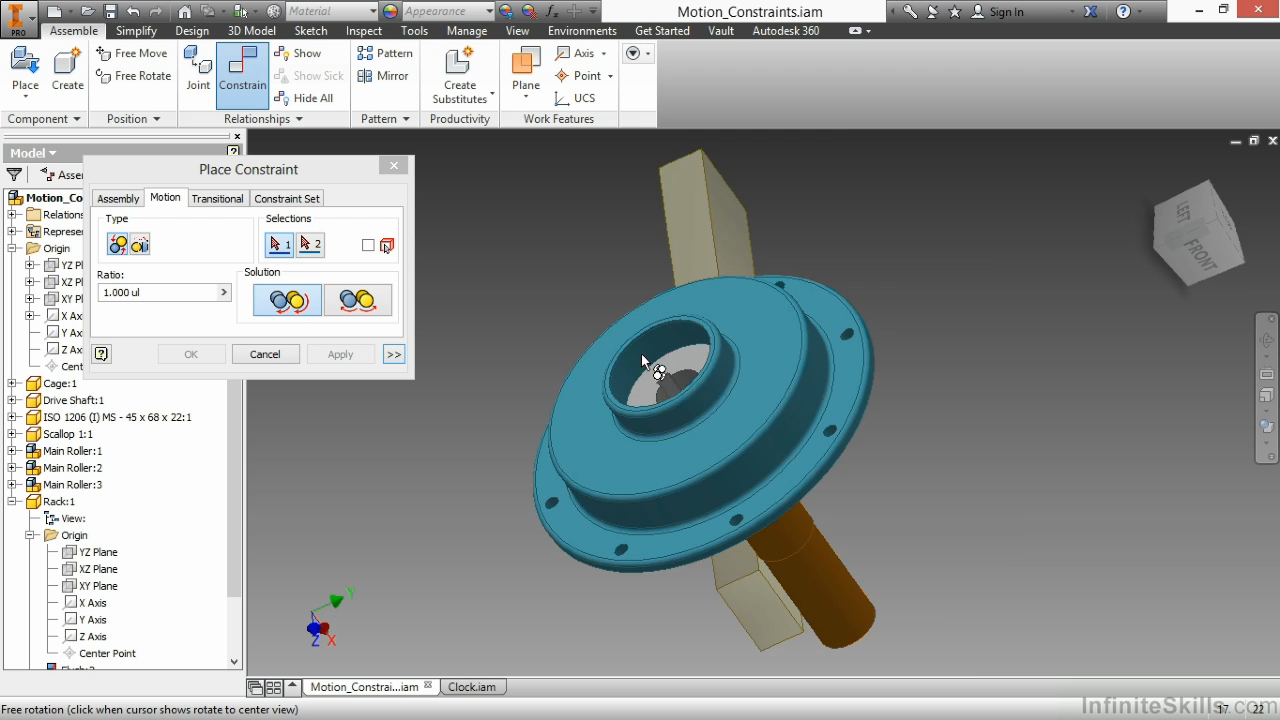 Material
Appearance
Motion_Constraints.iam
Sign In
PRO
Assemble Simplify Design 3D Model Sketch Inspect Tools Manage View Environments Get Started Vault Autodesk 360
Place
Create
Free Move
Free Rotate
Joint
Constrain
Show
Show Sick
Hide All
Pattern
Mirror
Create
Substitutes
Plane
Axis
Point
UCS
Component
Position
Relationships
Pattern
Productivity
Work Features
Model
Place Constraint
Assembly Motion Transitional Constraint Set
Type
Selections
1
2
Ratio:
1.000 ul
Solution
OK Cancel Apply >>
Motion_Co
Relations
Represer
Origin
YZ Pl
XZ Pl
XY Pl
X Axis
Y Axis
Z Axis
Cent
Cage:1
Drive Shaft:1
ISO 1206 (I) MS - 45 x 68 x 22:1
Scallop 1:1
Main Roller:1
Main Roller:2
Main Roller:3
Rack:1
View:
Origin
YZ Plane
XZ Plane
XY Plane
X Axis
Y Axis
Z Axis
Center Point
LEFT
FRONT
Y
Z
X
Motion_Constrai...iam
Clock.iam
Free rotation (click when cursor shows rotate to center view)
17 22
InfiniteSkills.com